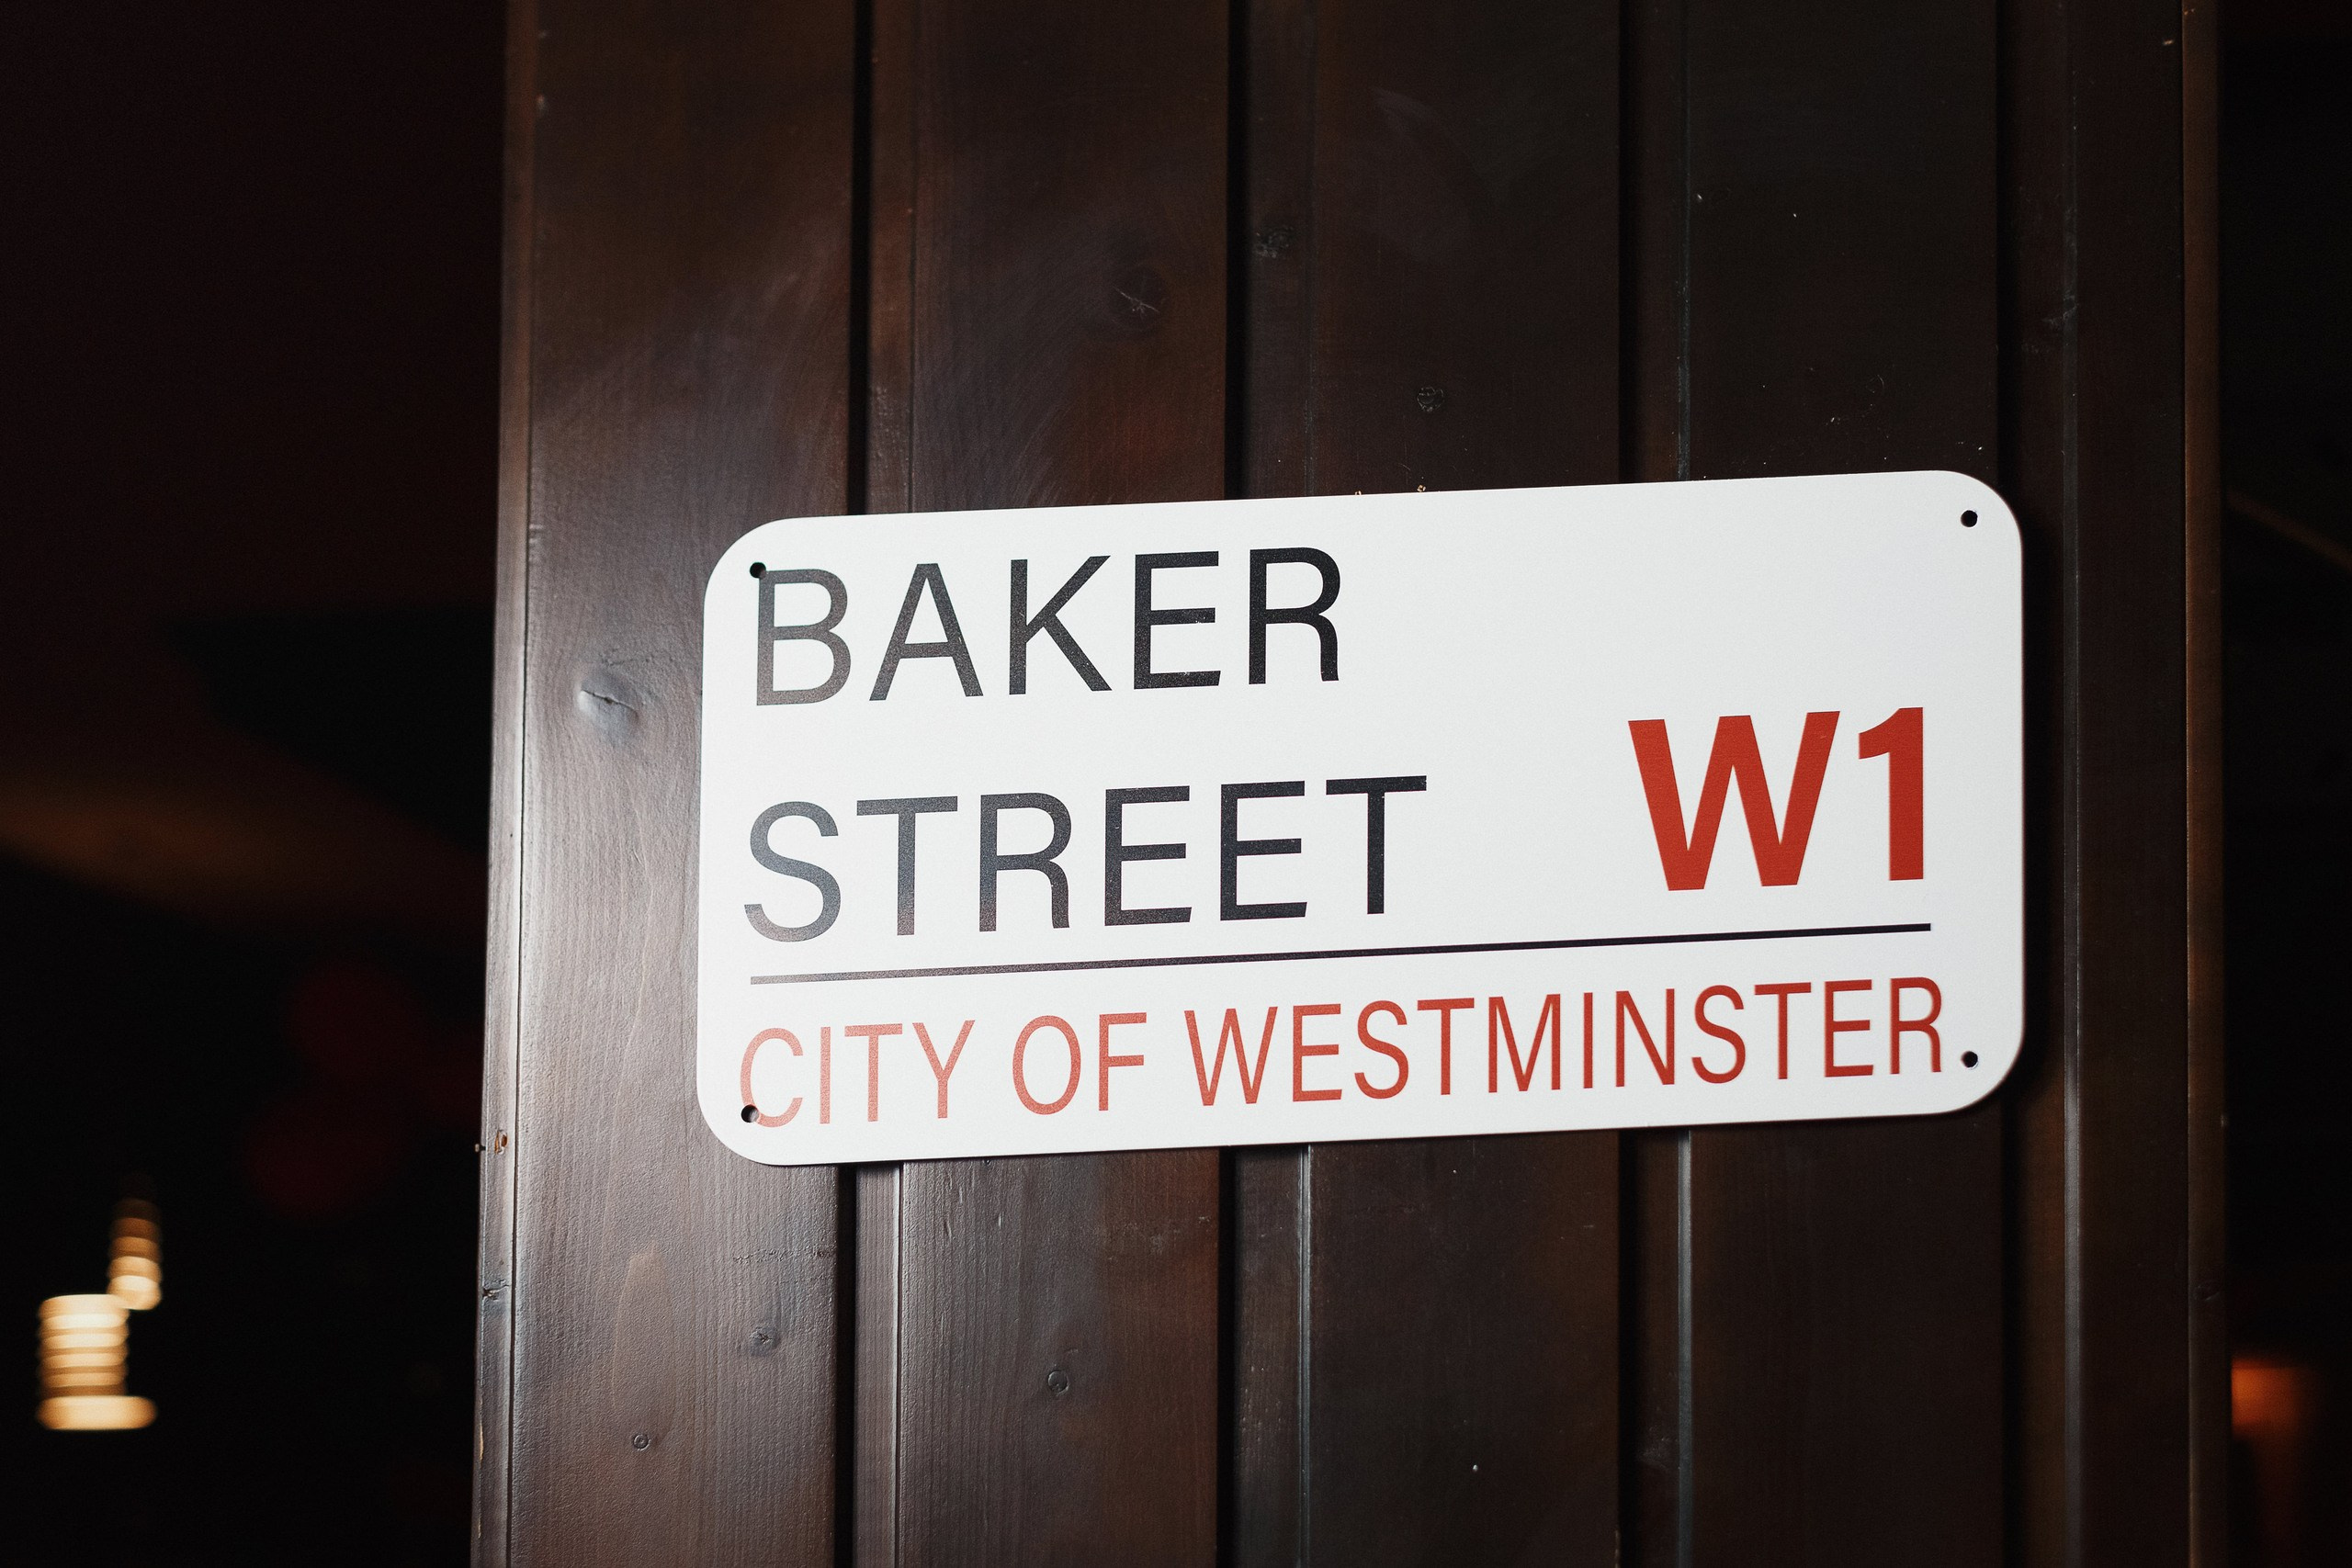 BAKER
STREET W1
CITY OF WESTMINSTER